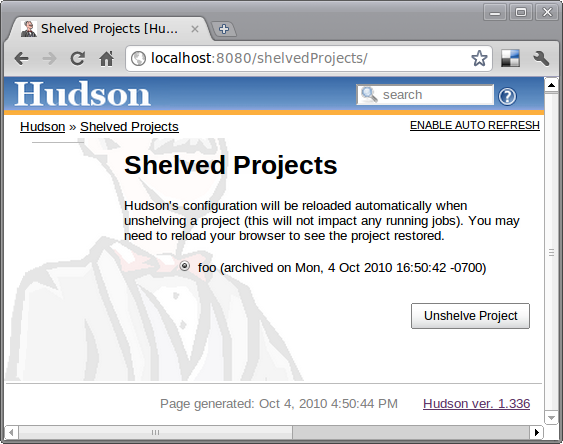 Shelved Projects [Hu...
localhost:8080/shelvedProjects/
Hudson
search
?
Hudson » Shelved Projects
ENABLE AUTO REFRESH
Shelved Projects
Hudson's configuration will be reloaded automatically when
unshelving a project (this will not impact any running jobs). You may
need to reload your browser to see the project restored.
foo (archived on Mon, 4 Oct 2010 16:50:42 -0700)
Unshelve Project
Page generated: Oct 4, 2010 4:50:44 PM Hudson ver. 1.336